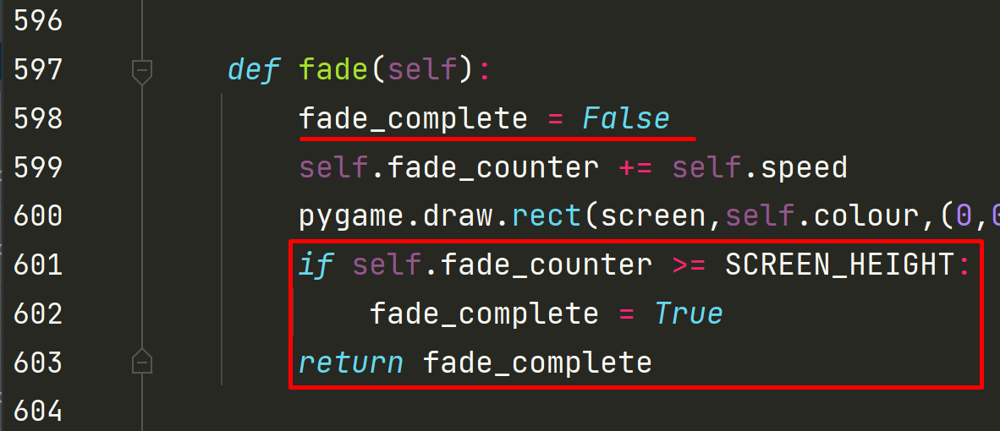 596
597 def fade(self):
598 fade_complete = False
599 self.fade_counter += self.speed
600 pygame.draw.rect(screen,self.colour,(0,0
601 if self.fade_counter >= SCREEN_HEIGHT:
602 fade_complete = True
603 return fade_complete
604